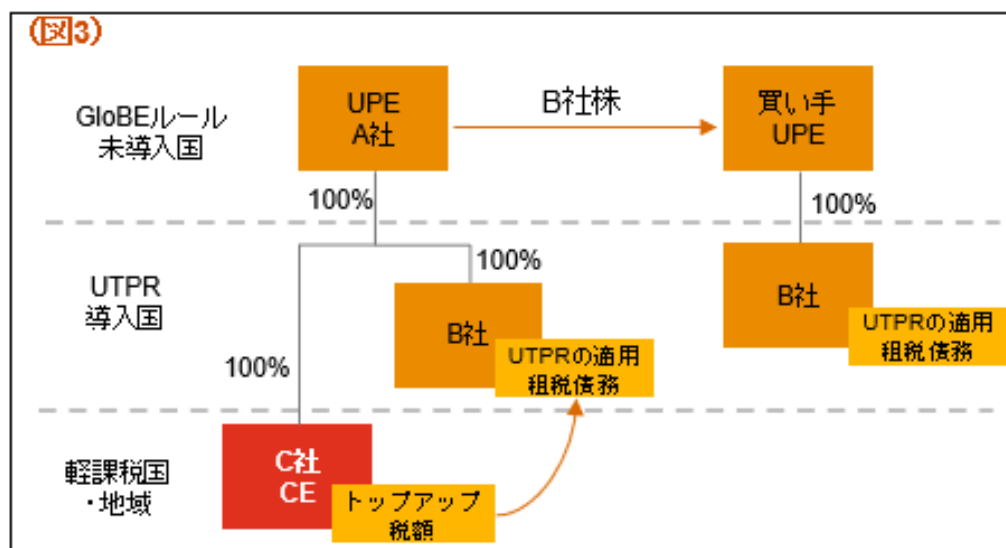 (図3)
GloBEルール
未導入国
UPE
A社
B社株
買い手
UPE
100%
100%
UTPR
導入国
100%
B社
UTPRの適用
租税債務
B社
UTPRの適用
租税債務
100%
軽課税国
・地域
C社
CE
トップアップ
税額